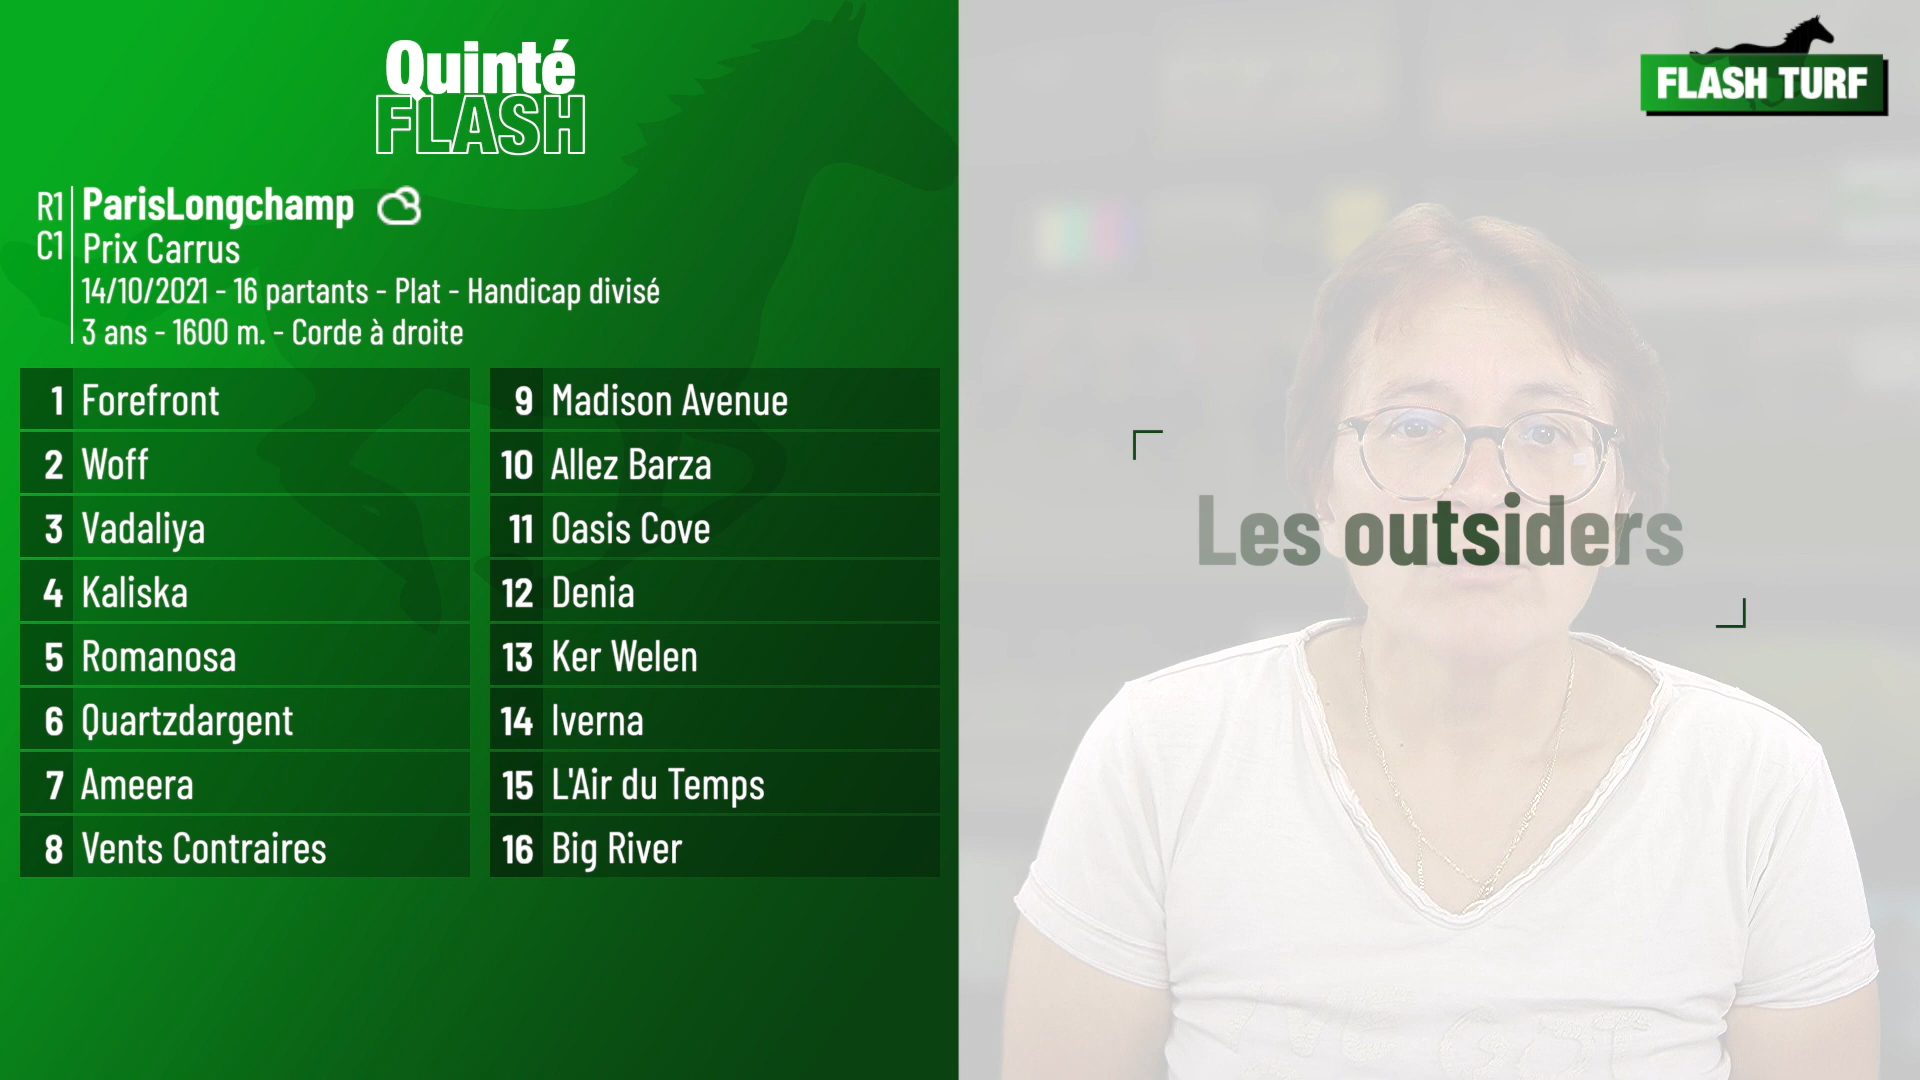 Quinté
FLASH
R1 ParisLongchamp
C1 Prix Carrus
14/10/2021 - 16 partants - Plat - Handicap divisé
3 ans - 1600 m. - Corde à droite
1 Forefront
2 Woff
3 Vadaliya
4 Kaliska
5 Romanosa
6 Quartzdargent
7 Ameera
8 Vents Contraires
9 Madison Avenue
10 Allez Barza
11 Oasis Cove
12 Denia
13 Ker Welen
14 Iverna
15 L'Air du Temps
16 Big River
FLASH TURF
Les outsiders